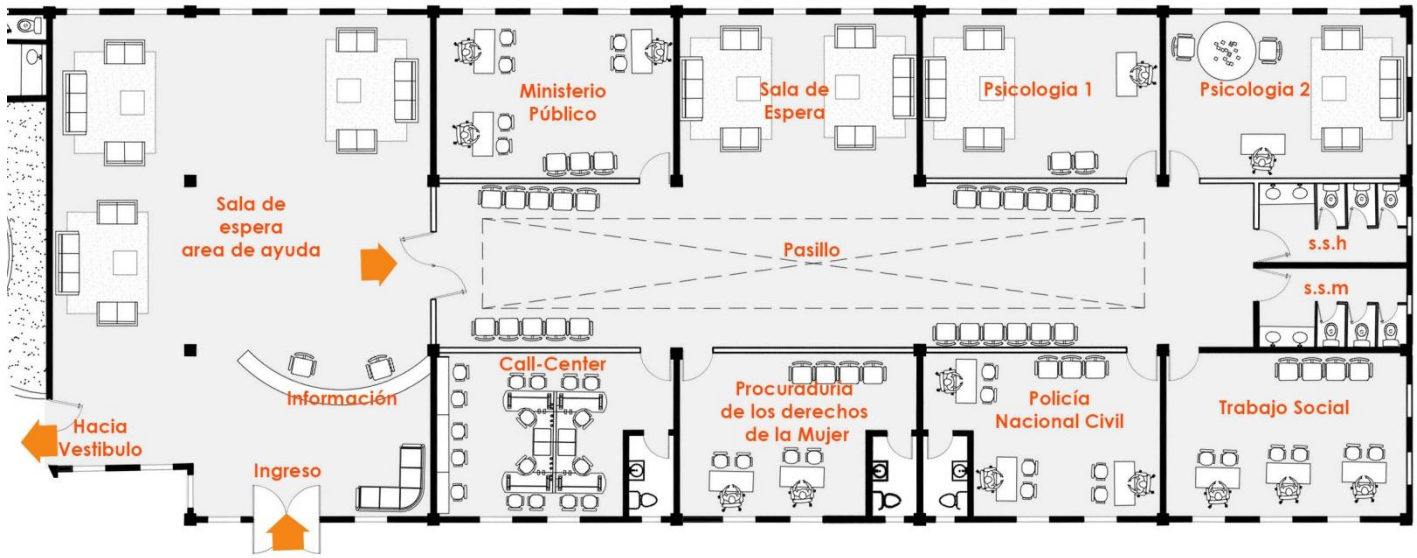 Ministerio
Público
Sala de
Espera
Psicologia 1
Psicologia 2
Sala de
espera
area de ayuda
Pasillo
s.s.h
s.s.m
Call-Center
Información
Procuraduría
de los derechos
de la Mujer
Policía
Nacional Civil
Trabajo Social
Hacia
Vestibulo
Ingreso